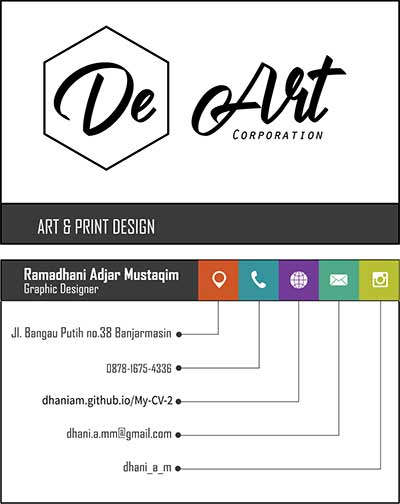 De Art
CORPORATION
ART & PRINT DESIGN
Ramadhani Adjar Mustaqim
Graphic Designer
Jl. Bangau Putih no.38 Banjarmasin
0878-1675-4336
dhaniam.github.io/My-CV-2
dhani.a.mm@gmail.com
dhani_a_m